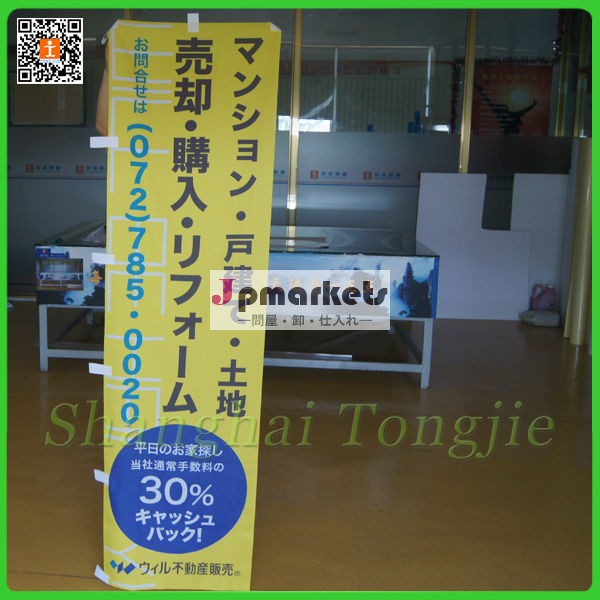 マンション・戸建て・土地
売却・購入・リフォーム
お問合せは(072)785・0020
Jpmarkets
問屋・卸・仕入れ
Shanghai Tongjie
平日のお家探し
当社通常手数料の
30%
キャッシュ
バック!
ウィル不動産販売®